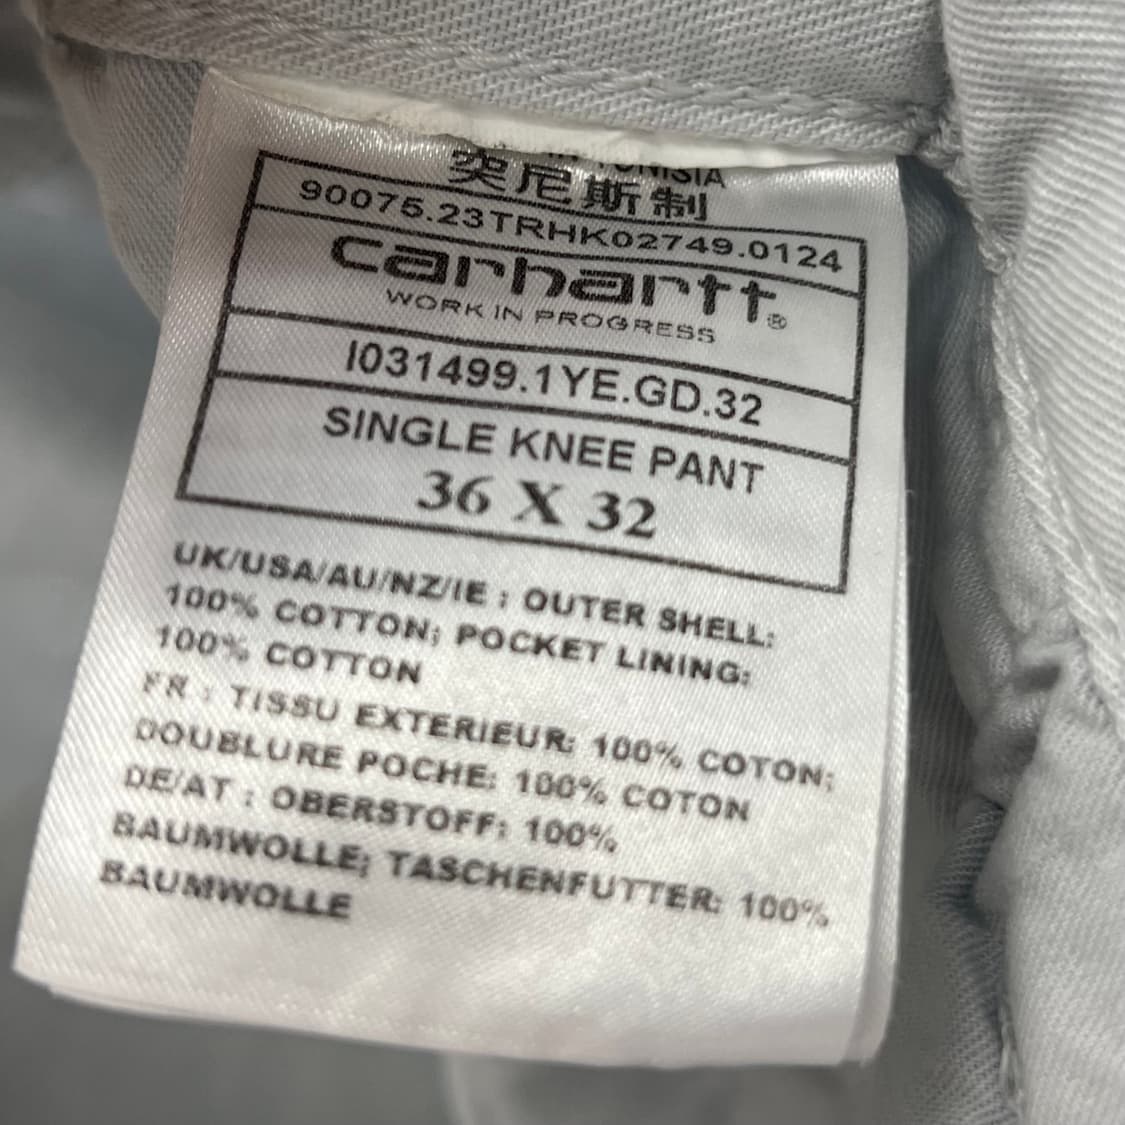 TUNISIA
突尼斯制
90075.23TRHK02749.0124
carhartt®
WORK IN PROGRESS
I031499.1YE.GD.32
SINGLE KNEE PANT
36 X 32
UK/USA/AU/NZ/IE : OUTER SHELL:
100% COTTON; POCKET LINING:
100% COTTON
FR : TISSU EXTERIEUR: 100% COTON;
DOUBLURE POCHE: 100% COTON
DE/AT : OBERSTOFF: 100%
BAUMWOLLE; TASCHENFUTTER: 100%
BAUMWOLLE